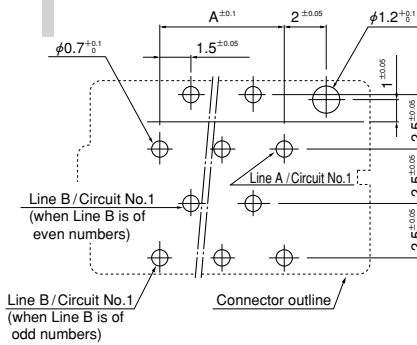 A±0.1
2±0.05
φ1.2+0.1 0
φ0.7+0.1 0
1.5±0.05
1±0.05
2.5±0.05
2.5±0.05
2.5±0.05
Line A / Circuit No.1
Line B / Circuit No.1
(when Line B is of
even numbers)
Line B / Circuit No.1
(when Line B is of
odd numbers)
Connector outline